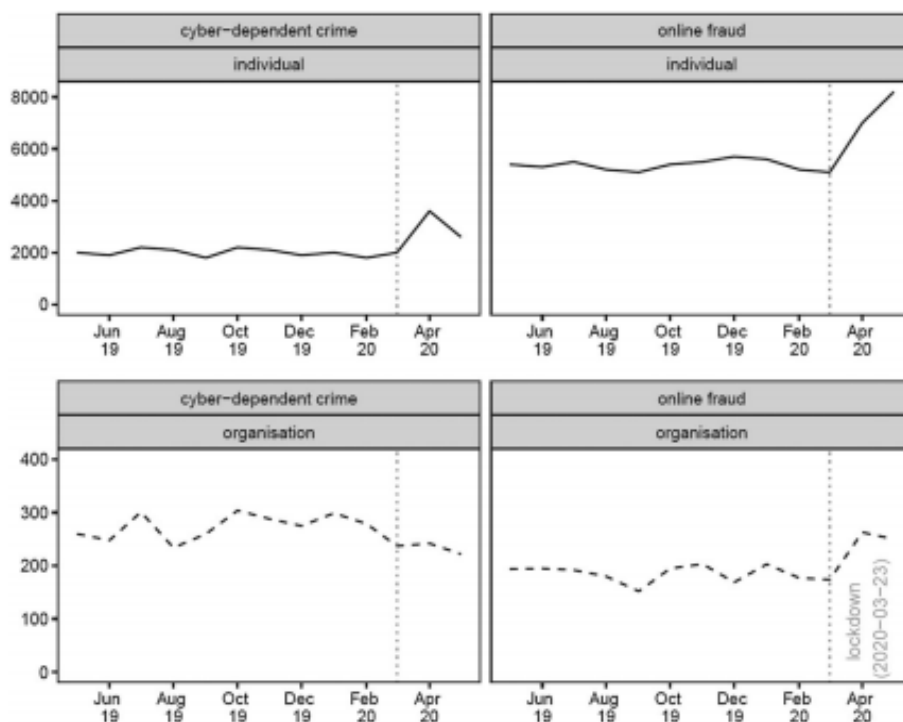 cyber-dependent crime
online fraud
individual
individual
8000
6000
4000
2000
0
Jun Aug Oct Dec Feb Apr
19 19 19 19 20 20
Jun Aug Oct Dec Feb Apr
19 19 19 19 20 20
cyber-dependent crime
online fraud
organisation
organisation
400
300
200
100
0
lockdown
(2020-03-23)
Jun Aug Oct Dec Feb Apr
19 19 19 19 20 20
Jun Aug Oct Dec Feb Apr
19 19 19 19 20 20